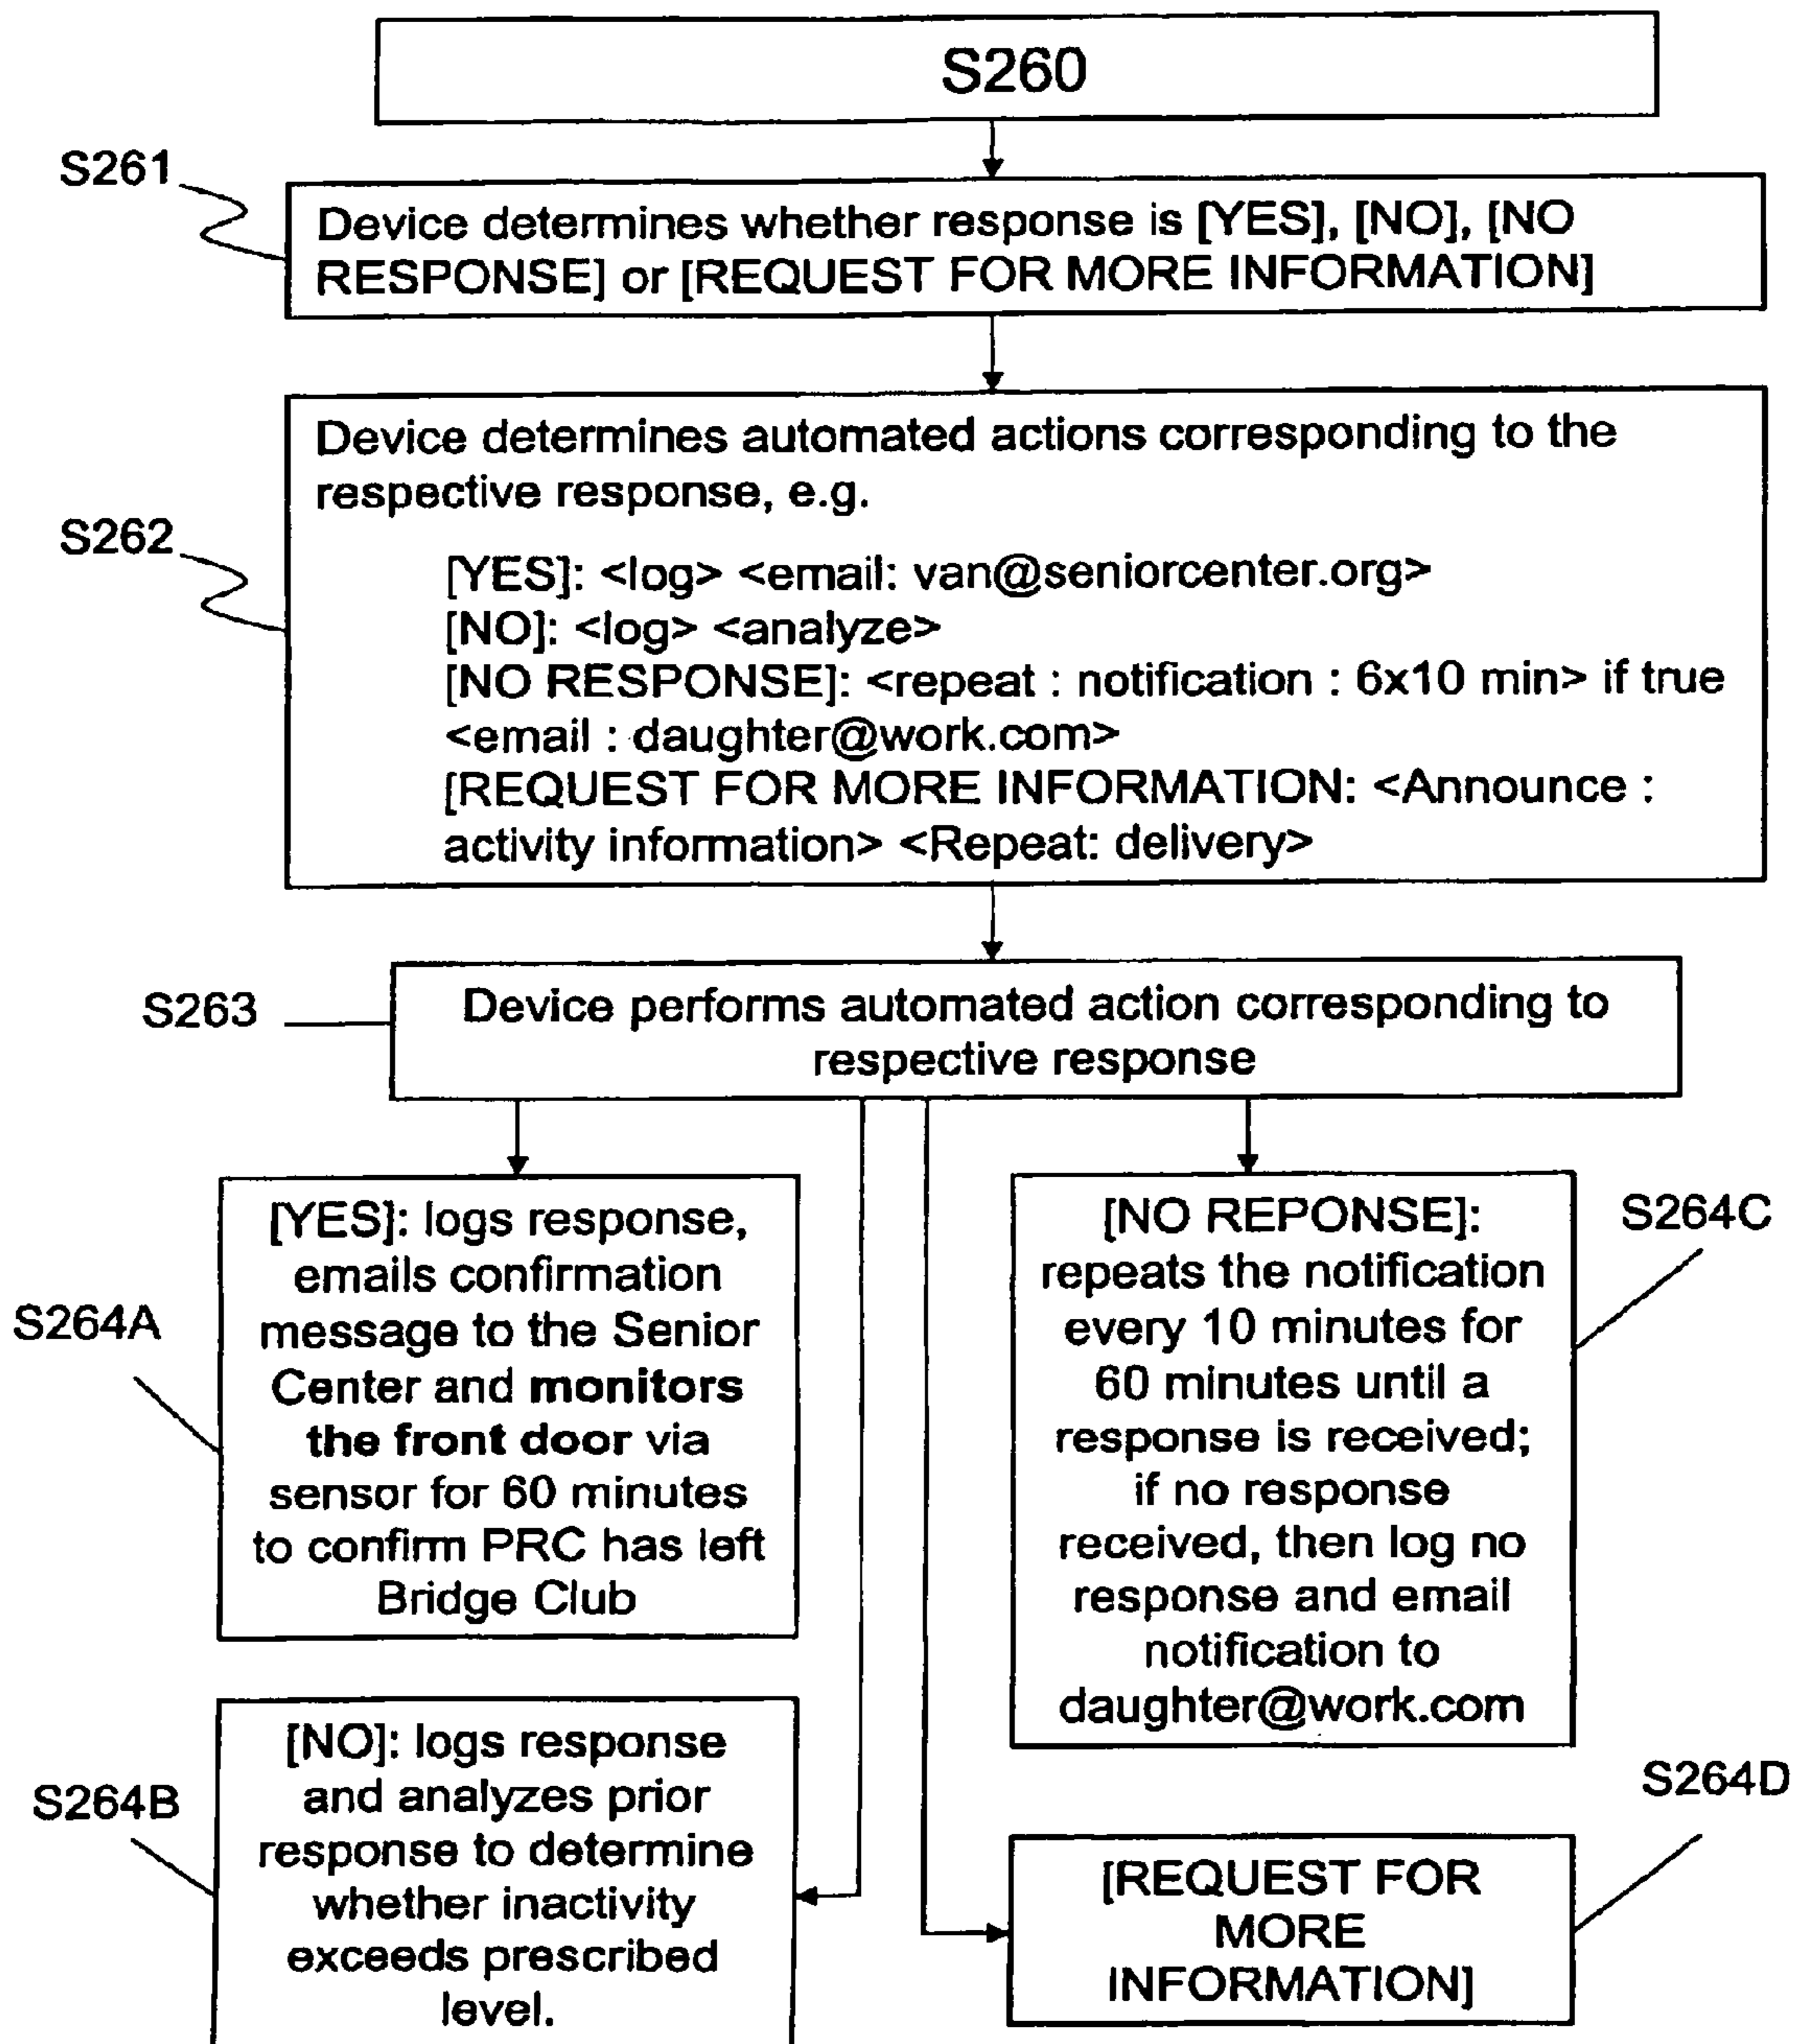 S260
S261
Device determines whether response is [YES], [NO], [NO
RESPONSE] or [REQUEST FOR MORE INFORMATION]
S262
Device determines automated actions corresponding to the
respective response, e.g.
[YES]: <log> <email: van@seniorcenter.org>
[NO]: <log> <analyze>
[NO RESPONSE]: <repeat : notification : 6x10 min> if true
<email : daughter@work.com>
[REQUEST FOR MORE INFORMATION: <Announce :
activity information> <Repeat: delivery>
S263
Device performs automated action corresponding to
respective response
S264A
[YES]: logs response,
emails confirmation
message to the Senior
Center and monitors
the front door via
sensor for 60 minutes
to confirm PRC has left
Bridge Club
S264C
[NO REPONSE]:
repeats the notification
every 10 minutes for
60 minutes until a
response is received;
if no response
received, then log no
response and email
notification to
daughter@work.com
S264B
[NO]: logs response
and analyzes prior
response to determine
whether inactivity
exceeds prescribed
level.
S264D
[REQUEST FOR
MORE
INFORMATION]